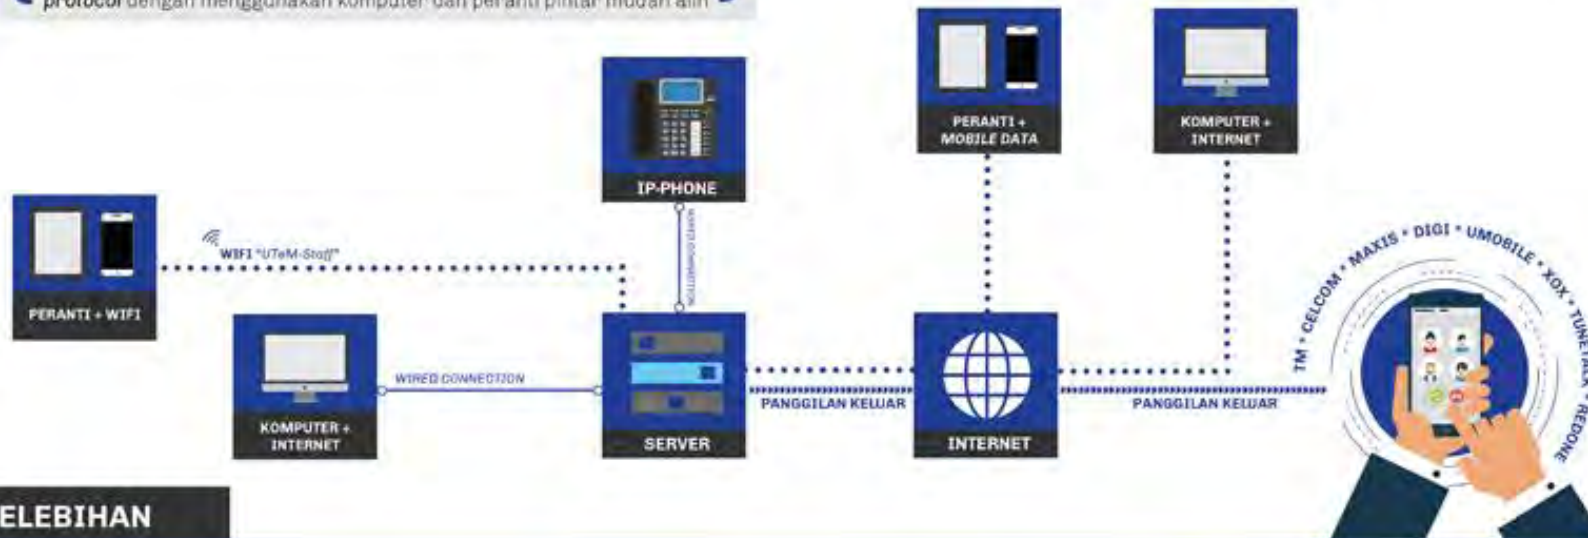 protocol dengan menggunakan komputer dan peranti pintar mudah alih
PERANTI +
MOBILE DATA
KOMPUTER +
INTERNET
IP-PHONE
WIRED CONNECTION
WIFI "UTeM-Staff"
PERANTI + WIFI
TM * CELCOM * MAXIS * DIGI * UMOBILE * XOX * TUNETALK * REDONE
WIRED CONNECTION
PANGGILAN KELUAR
PANGGILAN KELUAR
KOMPUTER +
INTERNET
SERVER
INTERNET
ELEBIHAN